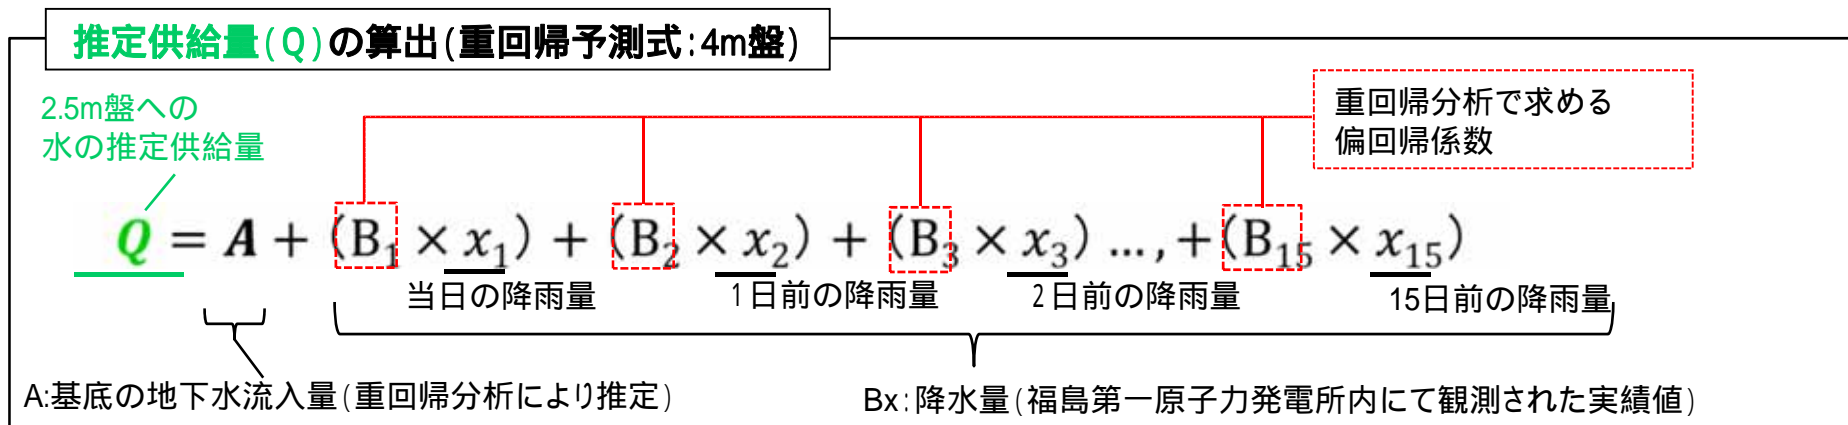 推定供給量(Q)の算出(重回帰予測式:4m盤)
2.5m盤への
水の推定供給量
重回帰分析で求める
偏回帰係数
Q = A + (B₁ × x₁) + (B₂ × x₂) + (B₃ × x₃) …, +(B₁₅ × x₁₅)
当日の降雨量 1日前の降雨量 2日前の降雨量 15日前の降雨量
A:基底の地下水流入量(重回帰分析により推定) Bx:降水量(福島第一原子力発電所内にて観測された実績値)